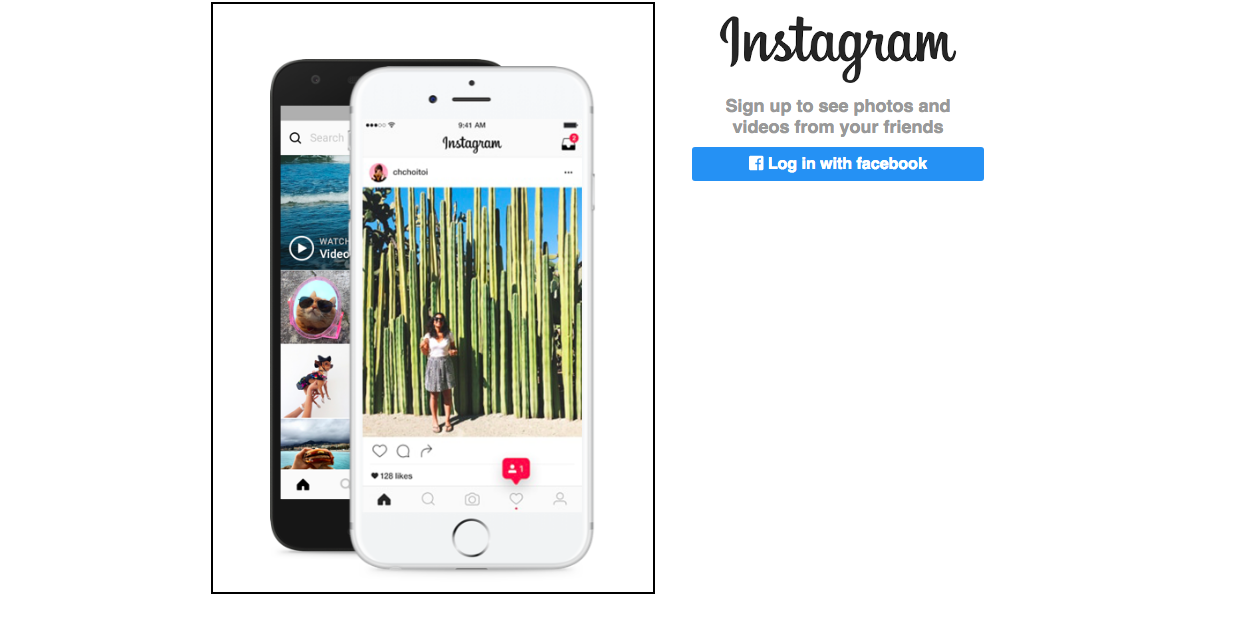 Instagram
Sign up to see photos and
videos from your friends
Log in with facebook
Search
WATCH
Video
9:41 AM
Instagram
2
chchoitoi
128 likes
1